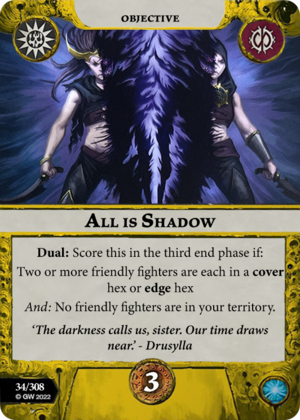 OBJECTIVE
ALL IS SHADOW
Dual: Score this in the third end phase if:
Two or more friendly fighters are each in a cover
hex or edge hex
And: No friendly fighters are in your territory.
'The darkness calls us, sister. Our time draws
near.' - Drusylla
34/308
© GW 2022
3